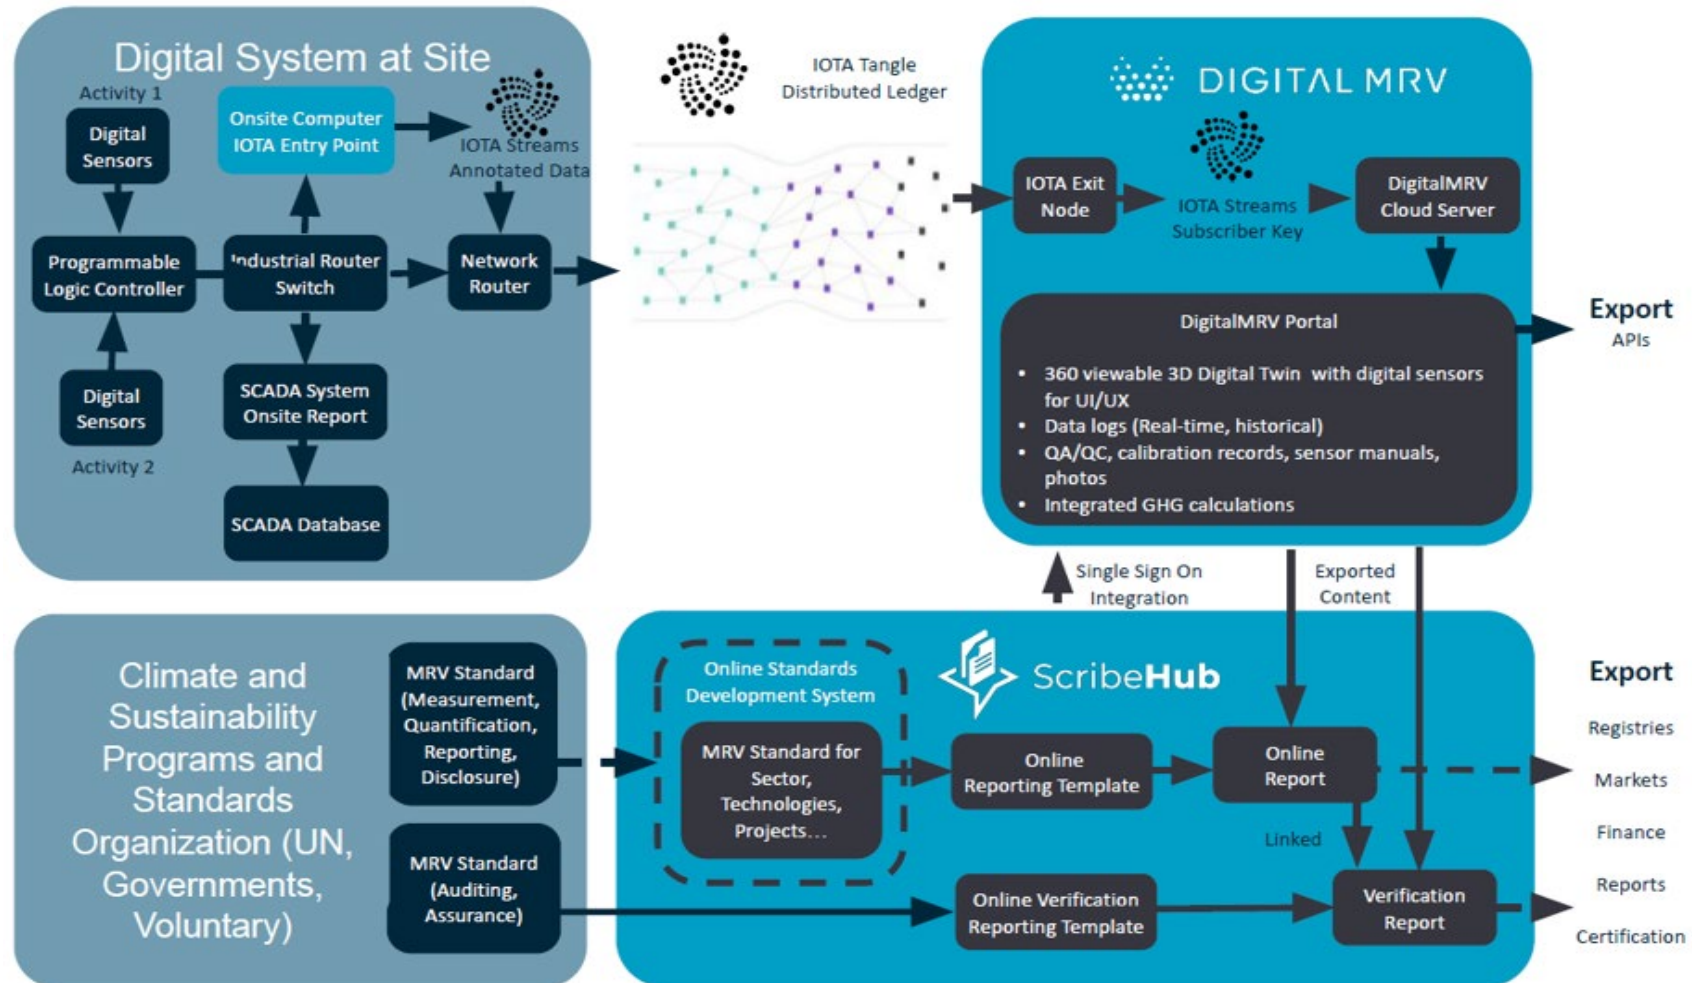 Digital System at Site
Activity 1
Digital
Sensors
Onsite Computer
IOTA Entry Point
IOTA Streams
Annotated Data
Programmable
Logic Controller
Industrial Router
Switch
Network
Router
Digital
Sensors
Activity 2
SCADA System
Onsite Report
SCADA Database
IOTA Tangle
Distributed Ledger
DIGITAL MRV
IOTA Exit
Node
IOTA Streams
Subscriber Key
DigitalMRV
Cloud Server
DigitalMRV Portal
• 360 viewable 3D Digital Twin with digital sensors
for UI/UX
• Data logs (Real-time, historical)
• QA/QC, calibration records, sensor manuals,
photos
• Integrated GHG calculations
Export
APIs
Single Sign On
Integration
Exported
Content
Climate and
Sustainability
Programs and
Standards
Organization (UN,
Governments,
Voluntary)
MRV Standard
(Measurement,
Quantification,
Reporting,
Disclosure)
MRV Standard
(Auditing,
Assurance)
Online Standards
Development System
MRV Standard for
Sector,
Technologies,
Projects...
ScribeHub
Online
Reporting Template
Online
Report
Linked
Online Verification
Reporting Template
Verification
Report
Export
Registries
Markets
Finance
Reports
Certification